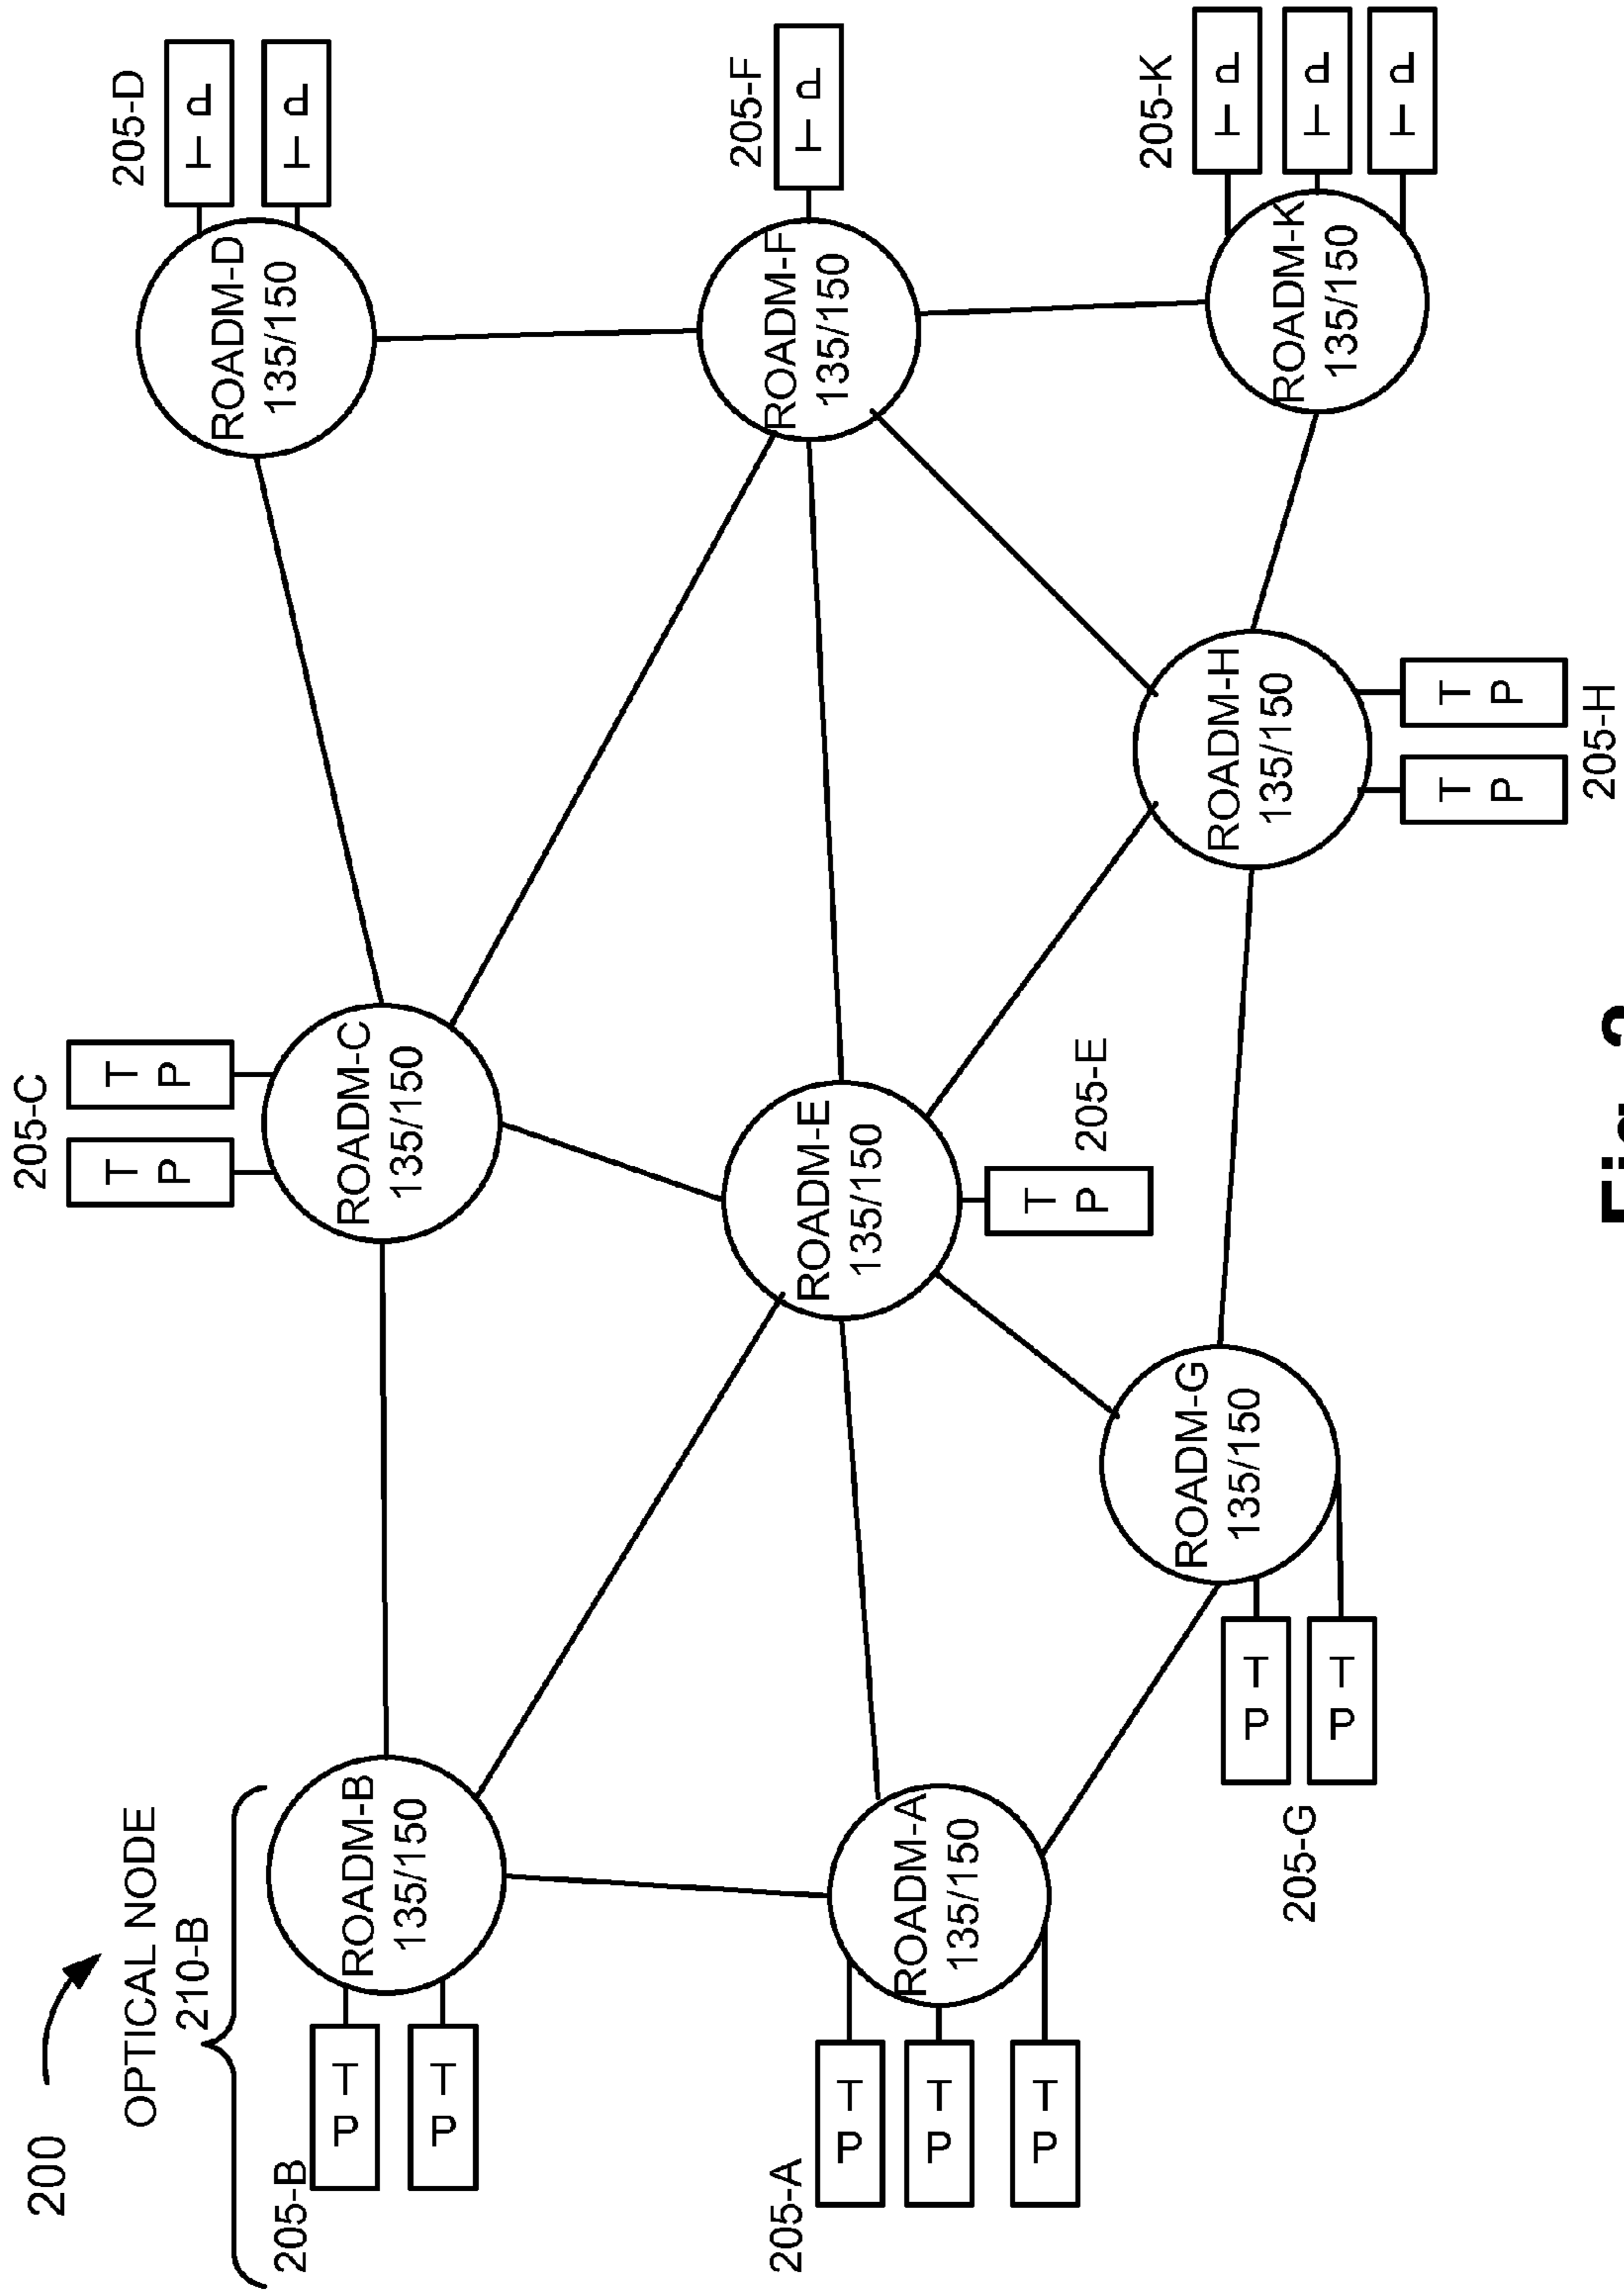 200
OPTICAL NODE
210-B
205-B
T P
T P
ROADM-B
135/150
205-C
T P
T P
ROADM-C
135/150
205-D
T P
T P
ROADM-D
135/150
205-A
T P
T P
T P
ROADM-A
135/150
ROADM-E
135/150
T P
205-E
205-F
T P
ROADM-F
135/150
205-G
T P
T P
ROADM-G
135/150
ROADM-H
135/150
T P
T P
205-H
205-K
T P
T P
T P
ROADM-K
135/150
Fig.